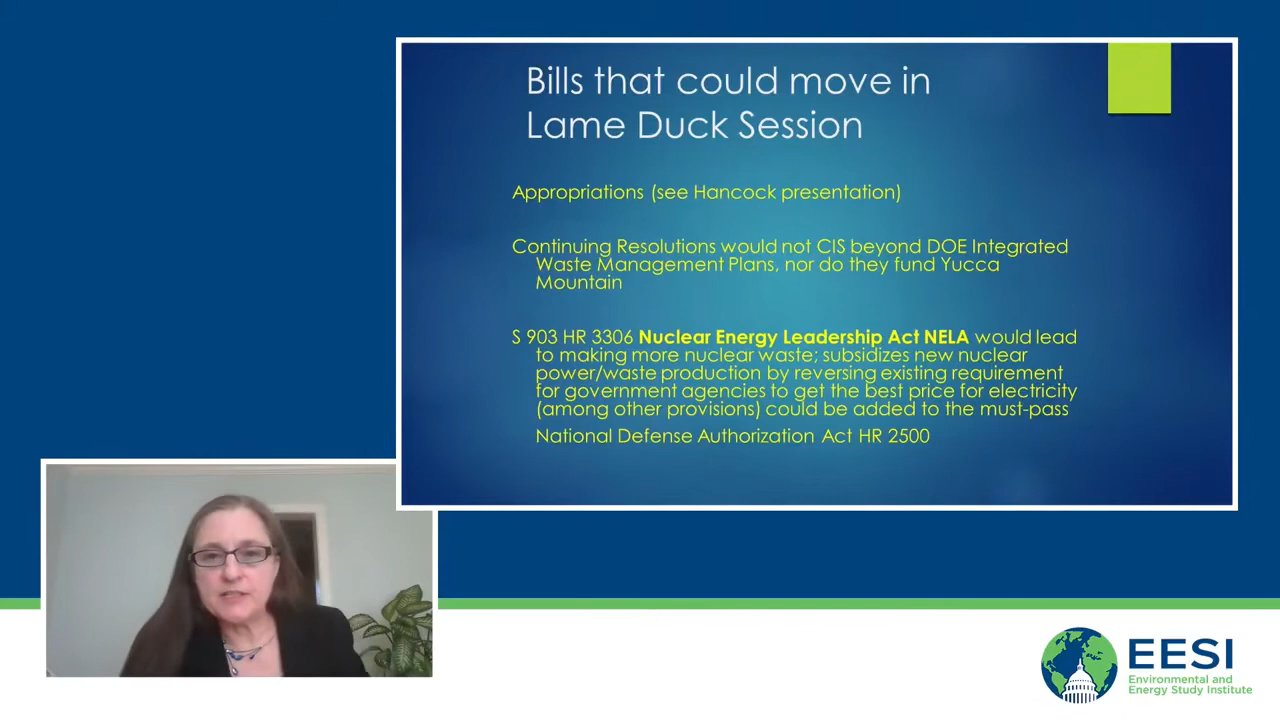 Bills that could move in
Lame Duck Session
Appropriations (see Hancock presentation)
Continuing Resolutions would not CIS beyond DOE Integrated
Waste Management Plans, nor do they fund Yucca
Mountain
S 903 HR 3306 Nuclear Energy Leadership Act NELA would lead
to making more nuclear waste; subsidizes new nuclear
power/waste production by reversing existing requirement
for government agencies to get the best price for electricity
(among other provisions) could be added to the must-pass
National Defense Authorization Act HR 2500
EESI
Environmental and
Energy Study Institute